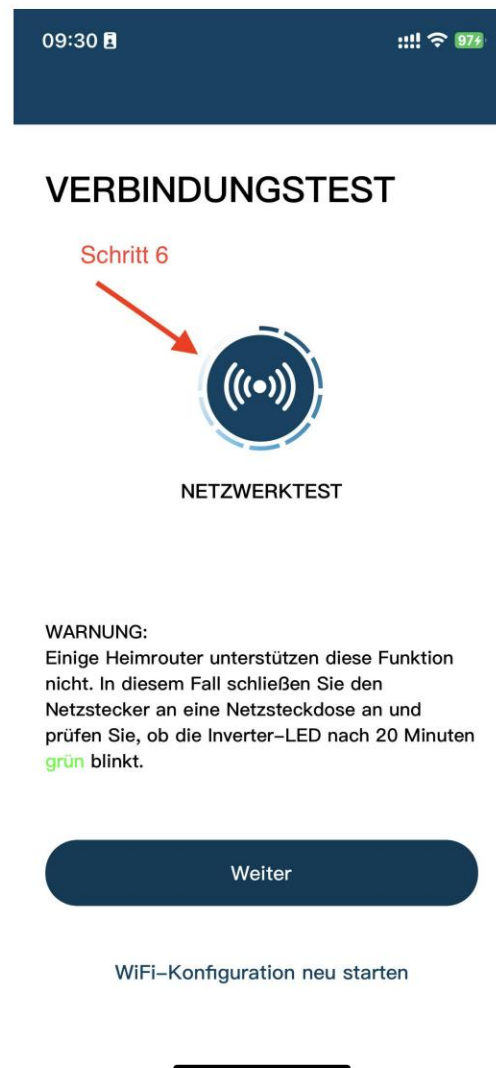 09:30
97
VERBINDUNGSTEST
Schritt 6
NETZWERKTEST
WARNUNG:
Einige Heimrouter unterstützen diese Funktion
nicht. In diesem Fall schließen Sie den
Netzstecker an eine Netzsteckdose an und
prüfen Sie, ob die Inverter-LED nach 20 Minuten
grün blinkt.
Weiter
WiFi-Konfiguration neu starten